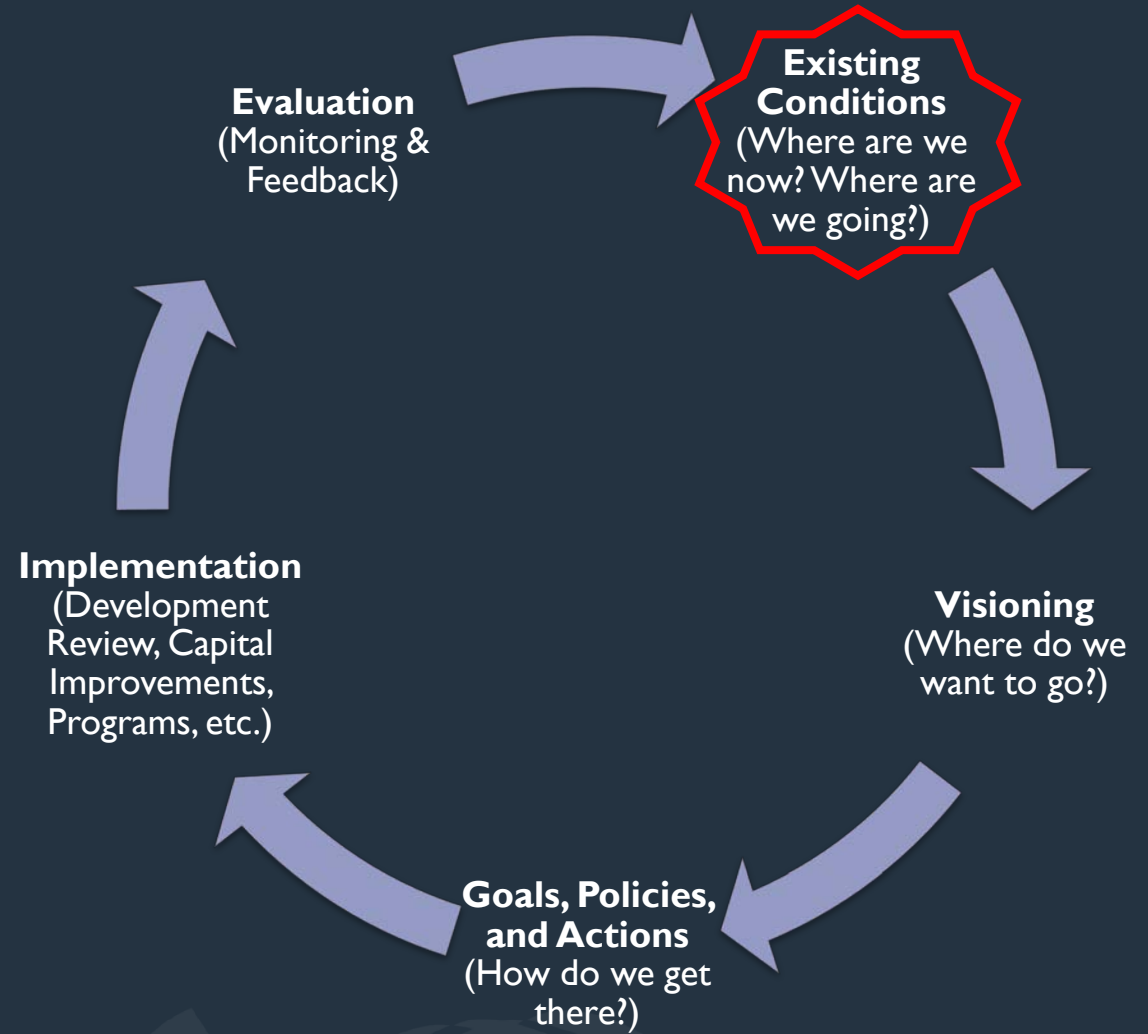 Existing
Conditions
(Where are we
now? Where are
we going?)
Visioning
(Where do we
want to go?)
Goals, Policies,
and Actions
(How do we get
there?)
Implementation
(Development
Review, Capital
Improvements,
Programs, etc.)
Evaluation
(Monitoring &
Feedback)